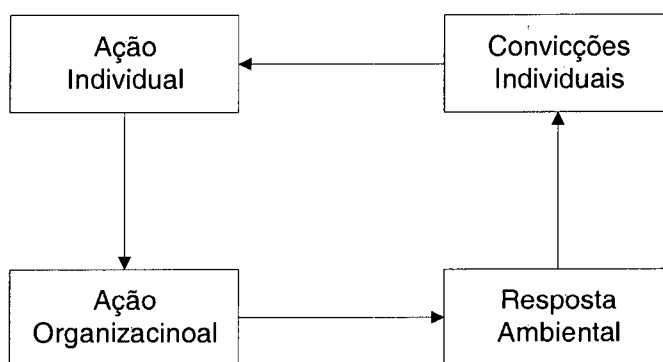 Ação
Individual
Convicções
Individuais
Ação
Organizacinoal
Resposta
Ambiental